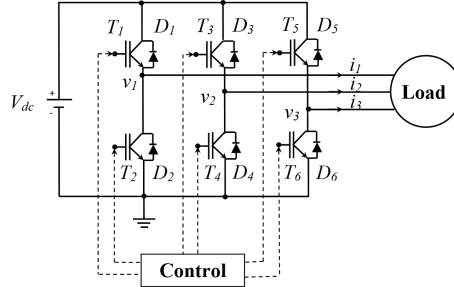 T1 D1 T3 D3 T5 D5
i1
v1
i2
v2
Load
Vdc
+
-
i3
v3
T2 D2 T4 D4 T6 D6
Control